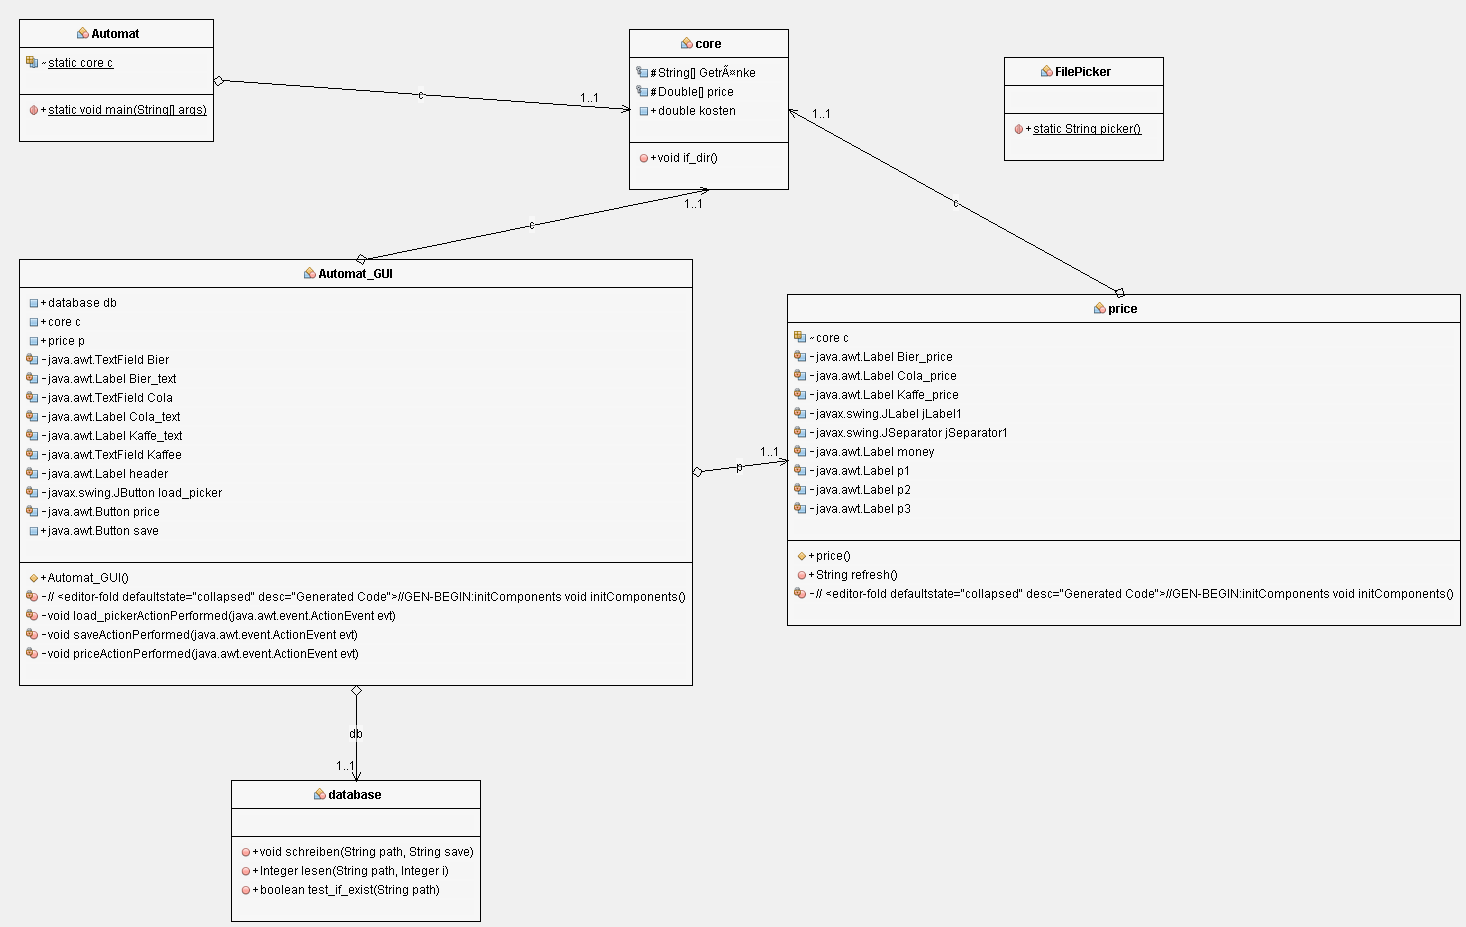 Automat
~static core c
+static void main(String[] args)
core
#String[] GetrÃ¤nke
#Double[] price
+double kosten
+void if_dir()
FilePicker
+static String picker()
c
1..1
1..1
c
1..1
c
Automat_GUI
+database db
+core c
+price p
-java.awt.TextField Bier
-java.awt.Label Bier_text
-java.awt.TextField Cola
-java.awt.Label Cola_text
-java.awt.Label Kaffe_text
-java.awt.TextField Kaffee
-java.awt.Label header
-javax.swing.JButton load_picker
-java.awt.Button price
+java.awt.Button save
+Automat_GUI()
-// <editor-fold defaultstate="collapsed" desc="Generated Code">//GEN-BEGIN:initComponents void initComponents()
-void load_pickerActionPerformed(java.awt.event.ActionEvent evt)
-void saveActionPerformed(java.awt.event.ActionEvent evt)
-void priceActionPerformed(java.awt.event.ActionEvent evt)
1..1
p
price
~core c
-java.awt.Label Bier_price
-java.awt.Label Cola_price
-java.awt.Label Kaffe_price
-javax.swing.JLabel jLabel1
-javax.swing.JSeparator jSeparator1
-java.awt.Label money
-java.awt.Label p1
-java.awt.Label p2
-java.awt.Label p3
+price()
+String refresh()
-// <editor-fold defaultstate="collapsed" desc="Generated Code">//GEN-BEGIN:initComponents void initComponents()
db
1..1
database
+void schreiben(String path, String save)
+Integer lesen(String path, Integer i)
+boolean test_if_exist(String path)